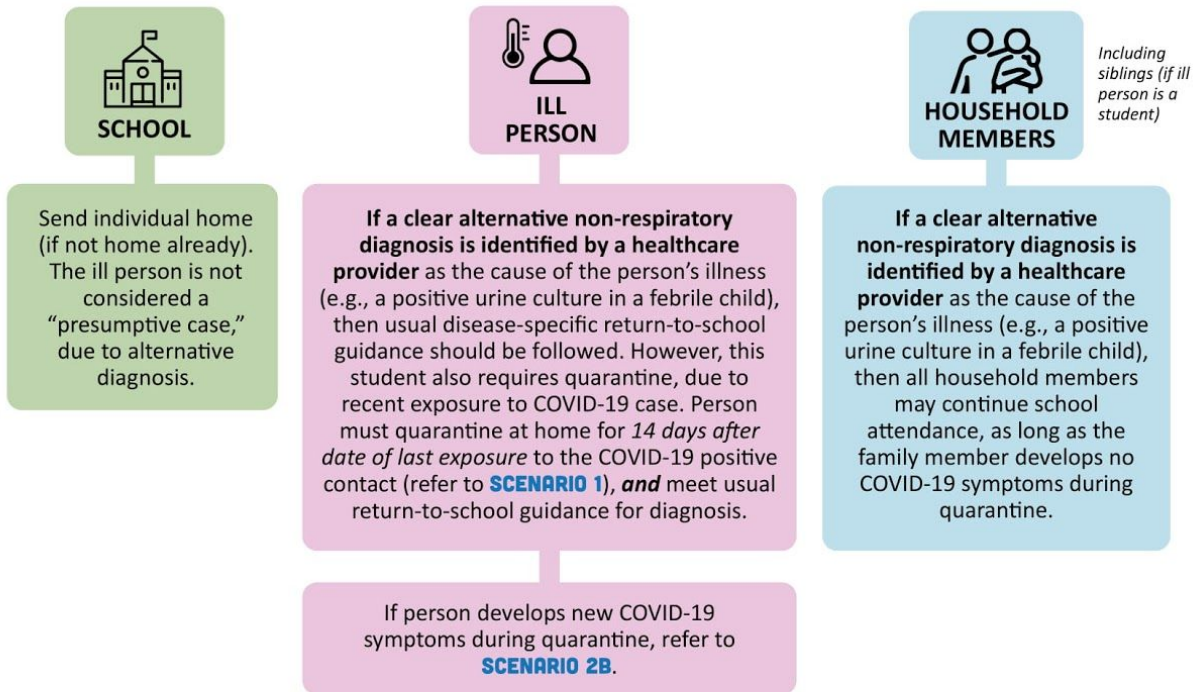 SCHOOL
Send individual home
(if not home already).
The ill person is not
considered a
“presumptive case,”
due to alternative
diagnosis.
ILL
PERSON
If a clear alternative non-respiratory
diagnosis is identified by a healthcare
provider as the cause of the person’s illness
(e.g., a positive urine culture in a febrile child),
then usual disease-specific return-to-school
guidance should be followed. However, this
student also requires quarantine, due to
recent exposure to COVID-19 case. Person
must quarantine at home for 14 days after
date of last exposure to the COVID-19 positive
contact (refer to SCENARIO 1), and meet usual
return-to-school guidance for diagnosis.
If person develops new COVID-19
symptoms during quarantine, refer to
SCENARIO 2B.
HOUSEHOLD
MEMBERS
Including
siblings (if ill
person is a
student)
If a clear alternative
non-respiratory diagnosis is
identified by a healthcare
provider as the cause of the
person’s illness (e.g., a positive
urine culture in a febrile child),
then all household members
may continue school
attendance, as long as the
family member develops no
COVID-19 symptoms during
quarantine.